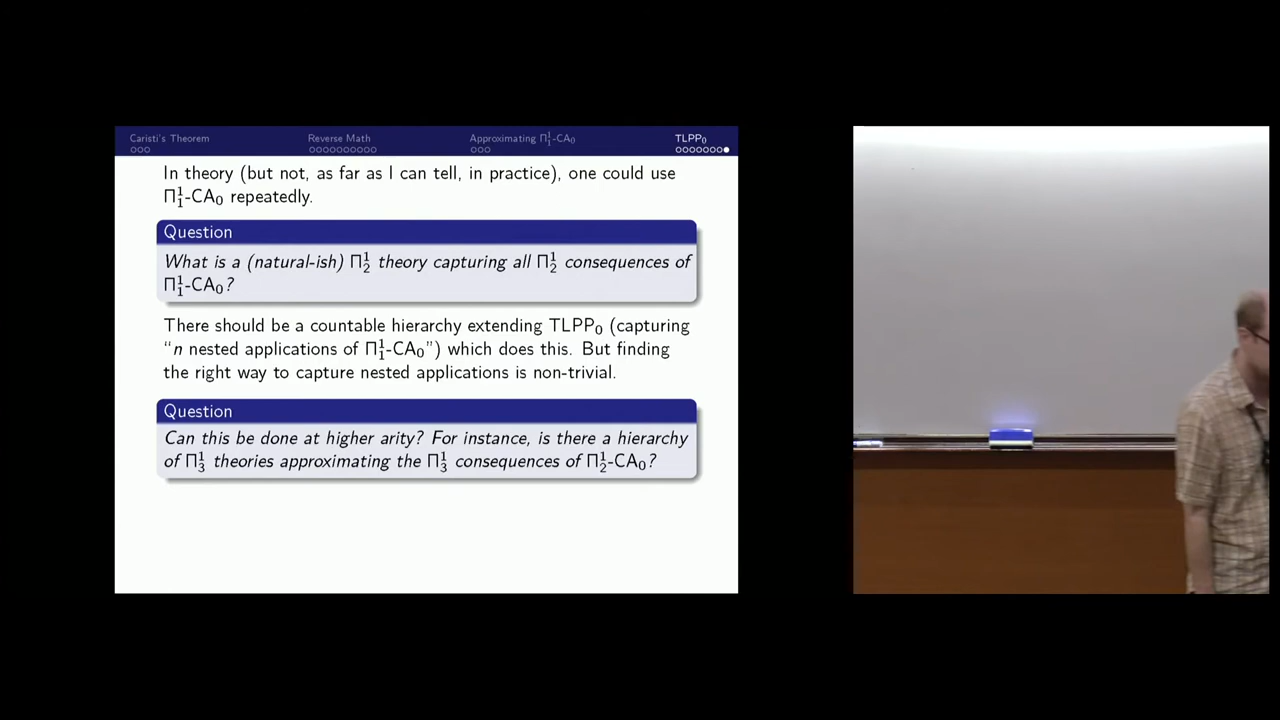 Caristi's Theorem Reverse Math Approximating Π¹₁-CA₀ TLPP₀
In theory (but not, as far as I can tell, in practice), one could use
Π¹₁-CA₀ repeatedly.
Question
What is a (natural-ish) Π¹₂ theory capturing all Π¹₂ consequences of
Π¹₁-CA₀?
There should be a countable hierarchy extending TLPP₀ (capturing
“n nested applications of Π¹₁-CA₀”) which does this. But finding
the right way to capture nested applications is non-trivial.
Question
Can this be done at higher arity? For instance, is there a hierarchy
of Π¹₃ theories approximating the Π¹₃ consequences of Π¹₂-CA₀?